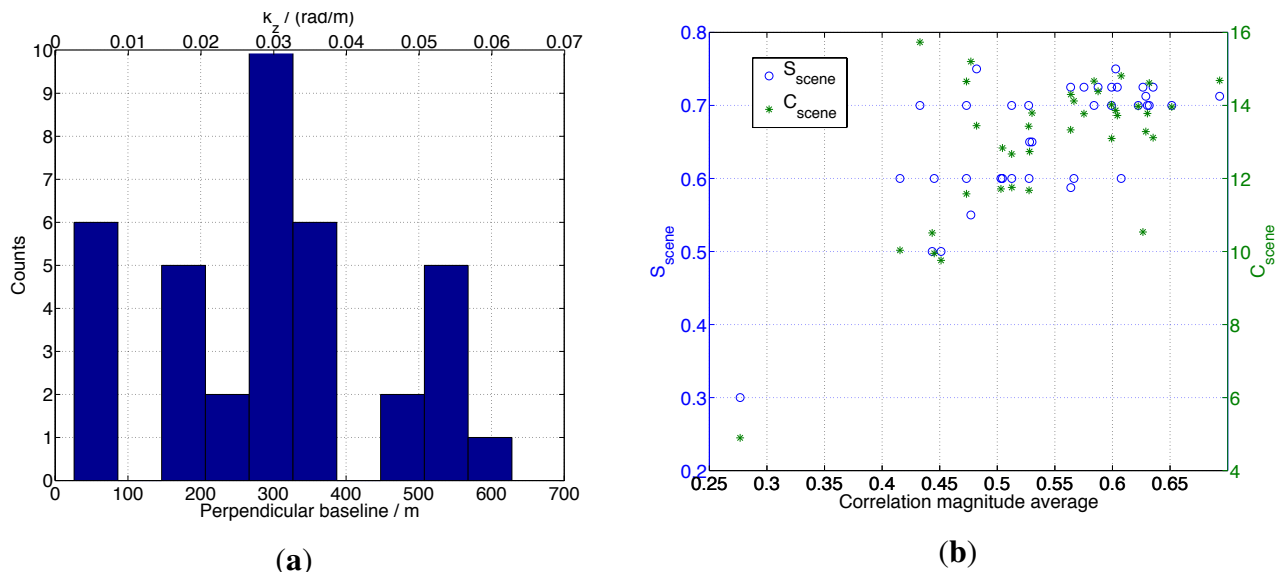 k_z / (rad/m)
0 0.01 0.02 0.03 0.04 0.05 0.06 0.07
10
9
8
7
6
5
4
3
2
1
0
Counts
0 100 200 300 400 500 600 700
Perpendicular baseline / m
(a)
0.8
0.7
0.6
0.5
0.4
0.3
0.2
S_scene
S_scene
C_scene
16
14
12
10
8
6
4
C_scene
0.25 0.3 0.35 0.4 0.45 0.5 0.55 0.6 0.65
Correlation magnitude average
(b)